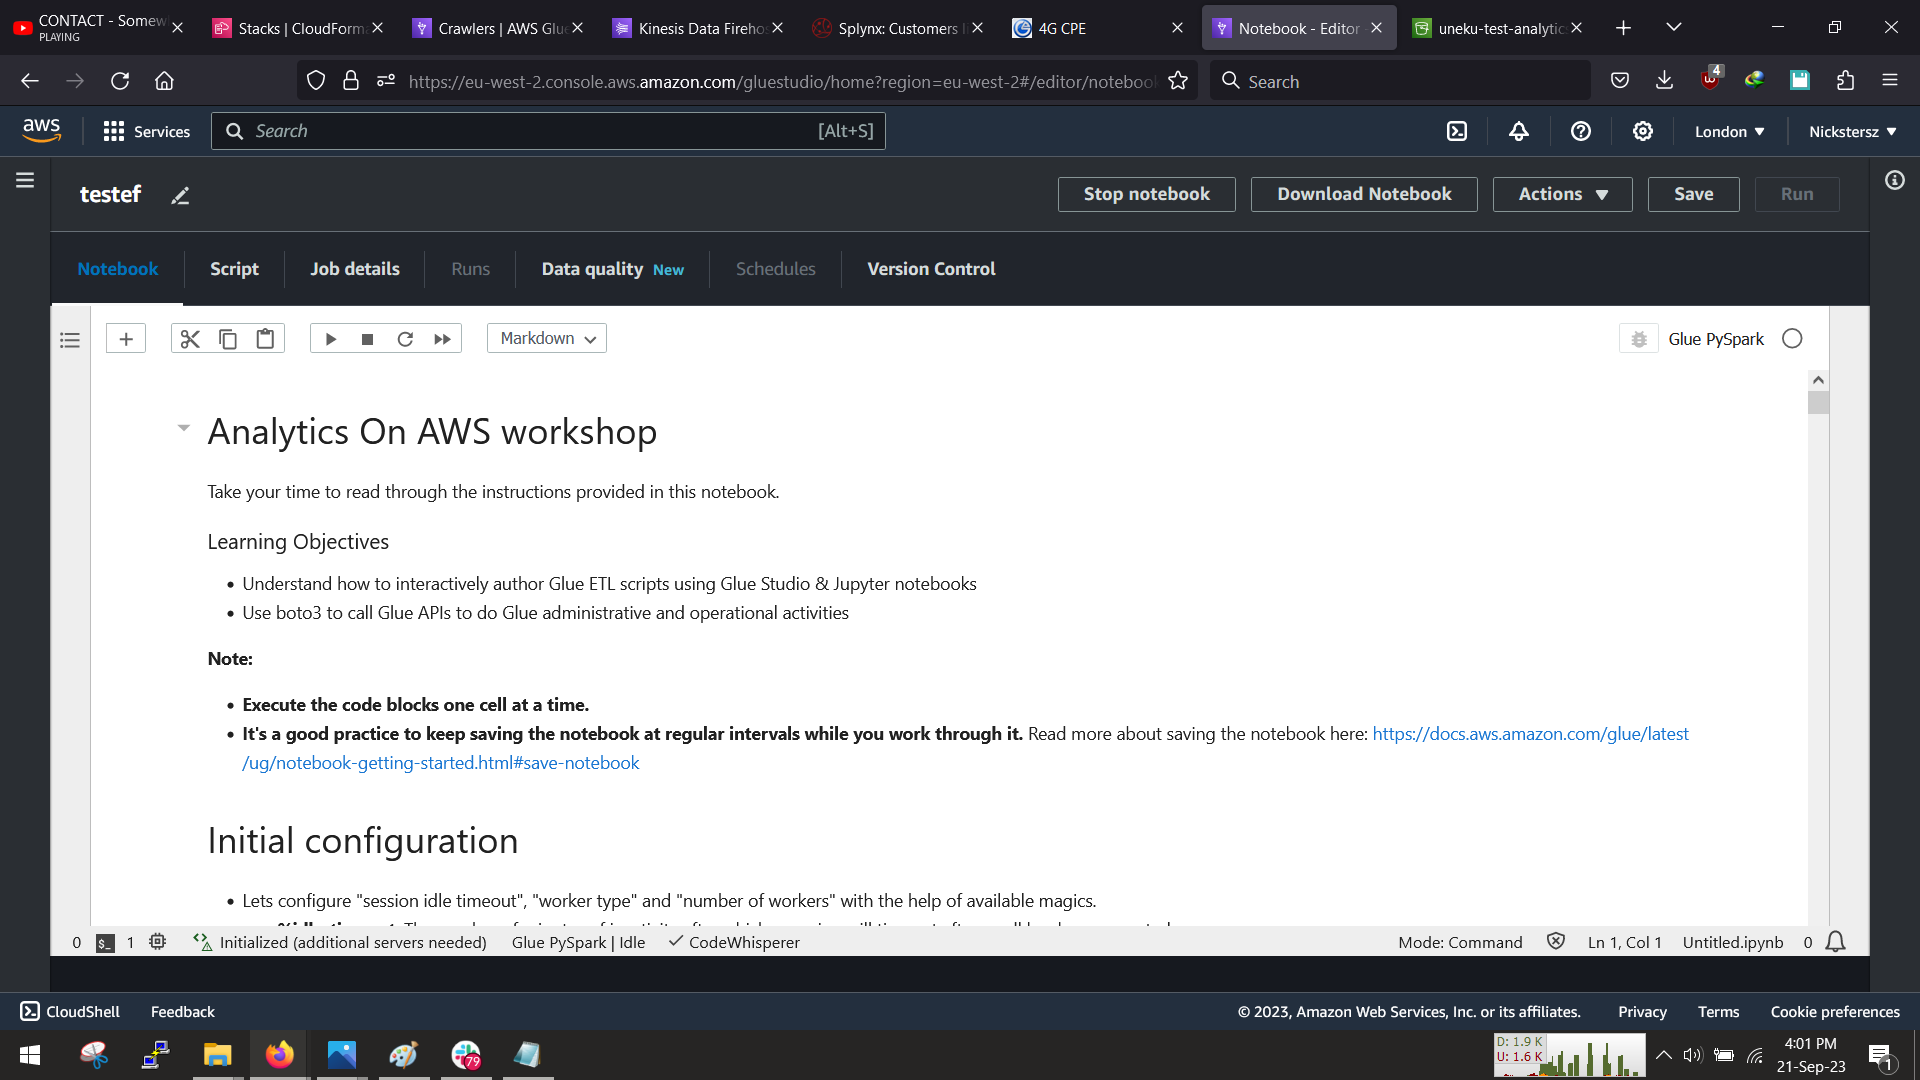 CONTACT - Somew
PLAYING
Stacks | CloudForma
Crawlers | AWS Glue
Kinesis Data Firehos
Splynx: Customers li
4G CPE
Notebook - Editor
uneku-test-analytics
https://eu-west-2.console.aws.amazon.com/gluestudio/home?region=eu-west-2#/editor/notebook
Search
4
aws
Services
Search
[Alt+S]
London
Nickstersz
testef
Stop notebook
Download Notebook
Actions
Save
Run
Notebook
Script
Job details
Runs
Data quality New
Schedules
Version Control
Markdown
Glue PySpark
Analytics On AWS workshop
Take your time to read through the instructions provided in this notebook.
Learning Objectives
Understand how to interactively author Glue ETL scripts using Glue Studio & Jupyter notebooks
Use boto3 to call Glue APIs to do Glue administrative and operational activities
Note:
Execute the code blocks one cell at a time.
It's a good practice to keep saving the notebook at regular intervals while you work through it. Read more about saving the notebook here: https://docs.aws.amazon.com/glue/latest
/ug/notebook-getting-started.html#save-notebook
Initial configuration
Lets configure "session idle timeout", "worker type" and "number of workers" with the help of available magics.
0
$_
1
Initialized (additional servers needed)
Glue PySpark | Idle
CodeWhisperer
Mode: Command
Ln 1, Col 1
Untitled.ipynb
0
CloudShell
Feedback
© 2023, Amazon Web Services, Inc. or its affiliates.
Privacy
Terms
Cookie preferences
79
D: 1.9 K
U: 1.6 K
4:01 PM
21-Sep-23
1